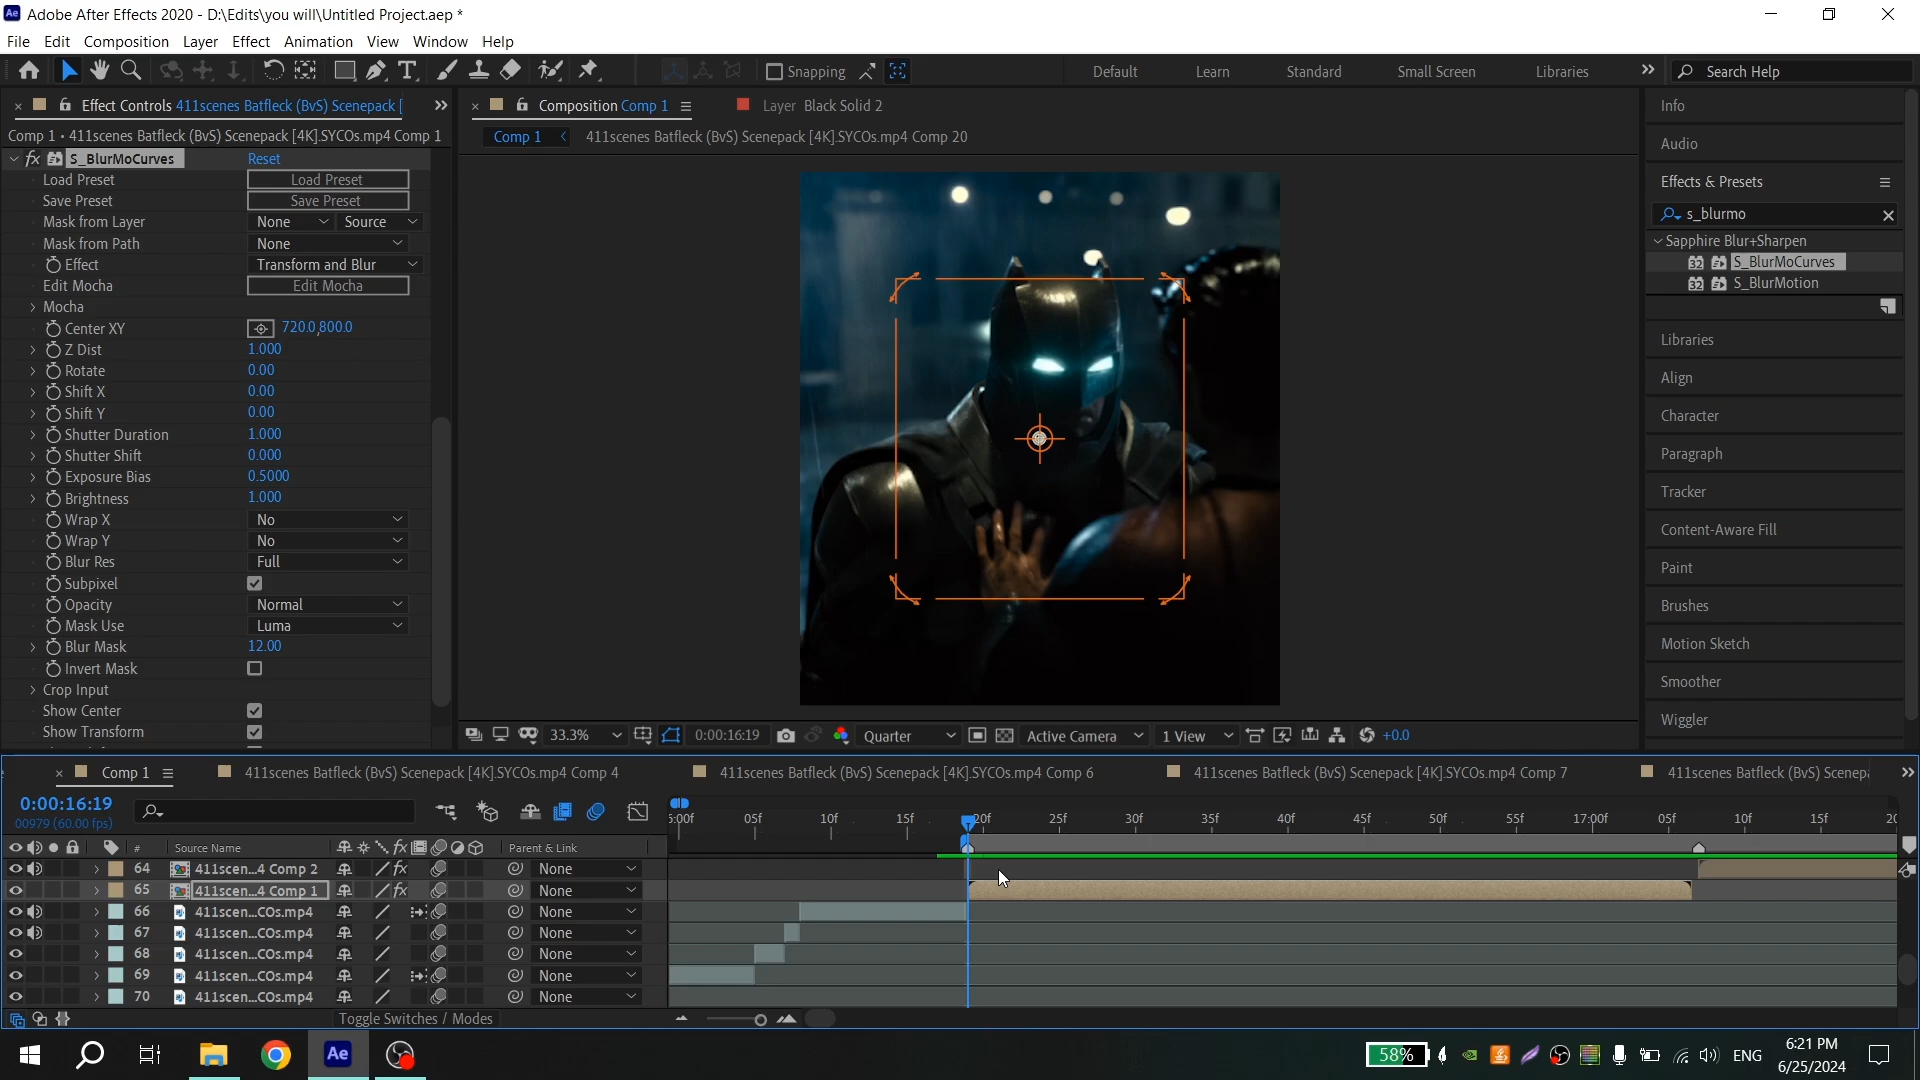 Ae Adobe After Effects 2020 - D:\Edits\you will\Untitled Project.aep *
File Edit Composition Layer Effect Animation View Window Help
Snapping Default Learn Standard Small Screen Libraries Search Help
Effect Controls 411scenes Batfleck (BvS) Scenepack [
Composition Comp 1
Layer Black Solid 2
Comp 1 • 411scenes Batfleck (BvS) Scenepack [4K].SYCOs.mp4 Comp 1
Comp 1 < 411scenes Batfleck (BvS) Scenepack [4K].SYCOs.mp4 Comp 20
fx S_BlurMoCurves Reset
Load Preset Load Preset
Save Preset Save Preset
Mask from Layer None Source
Mask from Path None
Effect Transform and Blur
Edit Mocha Edit Mocha
Mocha
Center XY 720.0,800.0
Z Dist 1.000
Rotate 0.00
Shift X 0.00
Shift Y 0.00
Shutter Duration 1.000
Shutter Shift 0.000
Exposure Bias 0.5000
Brightness 1.000
Wrap X No
Wrap Y No
Blur Res Full
Subpixel
Opacity Normal
Mask Use Luma
Blur Mask 12.00
Invert Mask
Crop Input
Show Center
Show Transform
Info
Audio
Effects & Presets
s_blurmo
Sapphire Blur+Sharpen
32 S_BlurMoCurves
32 S_BlurMotion
Libraries
Align
Character
Paragraph
Tracker
Content-Aware Fill
Paint
Brushes
Motion Sketch
Smoother
Wiggler
33.3% 0:00:16:19 Quarter Active Camera 1 View +0.0
Comp 1
411scenes Batfleck (BvS) Scenepack [4K].SYCOs.mp4 Comp 4
411scenes Batfleck (BvS) Scenepack [4K].SYCOs.mp4 Comp 6
411scenes Batfleck (BvS) Scenepack [4K].SYCOs.mp4 Comp 7
411scenes Batfleck (BvS) Scenepa
0:00:16:19
00979 (60.00 fps)
5:00f 05f 10f 15f 20f 25f 30f 35f 40f 45f 50f 55f 17:00f 05f 10f 15f 20
# Source Name fx Parent & Link
64 411scen...4 Comp 2 fx None
65 411scen...4 Comp 1 fx None
66 411scen...COs.mp4 None
67 411scen...COs.mp4 None
68 411scen...COs.mp4 None
69 411scen...COs.mp4 None
70 411scen...COs.mp4 None
Toggle Switches / Modes
Ae
58%
ENG
6:21 PM
6/25/2024